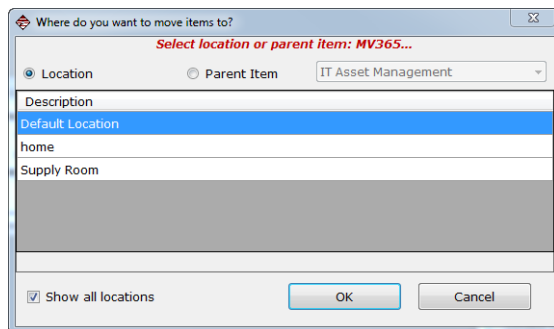 Where do you want to move items to?
Select location or parent item: MV365...
Location
Parent Item
IT Asset Management
Description
Default Location
home
Supply Room
Show all locations
OK
Cancel